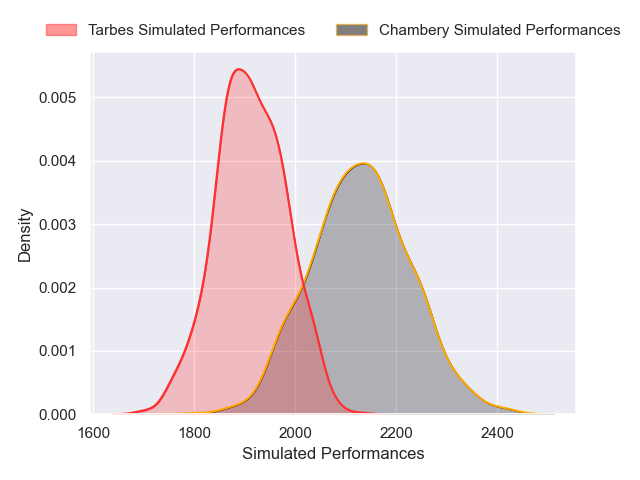 Tarbes Simulated Performances
Chambery Simulated Performances
Density
0.005
0.004
0.003
0.002
0.001
0.000
1600
1800
2000
2200
2400
Simulated Performances